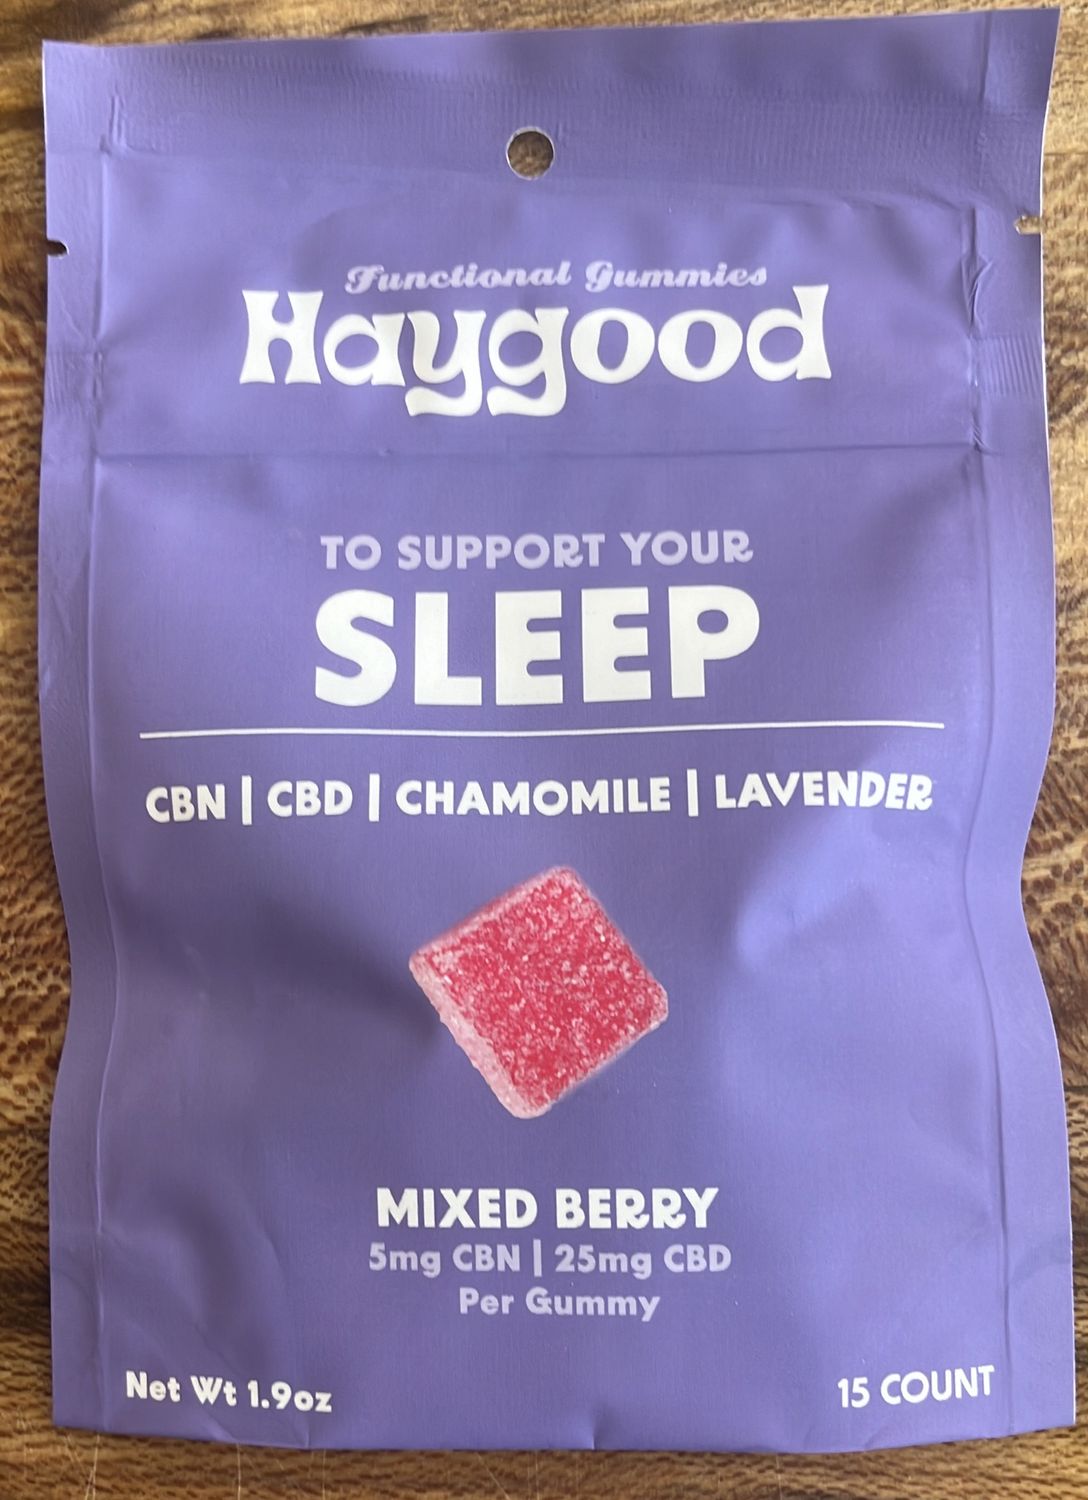 Functional Gummies
Haygood
TO SUPPORT YOUR
SLEEP
CBN | CBD | CHAMOMILE | LAVENDER
MIXED BERRY
5mg CBN | 25mg CBD
Per Gummy
Net Wt 1.9oz
15 COUNT